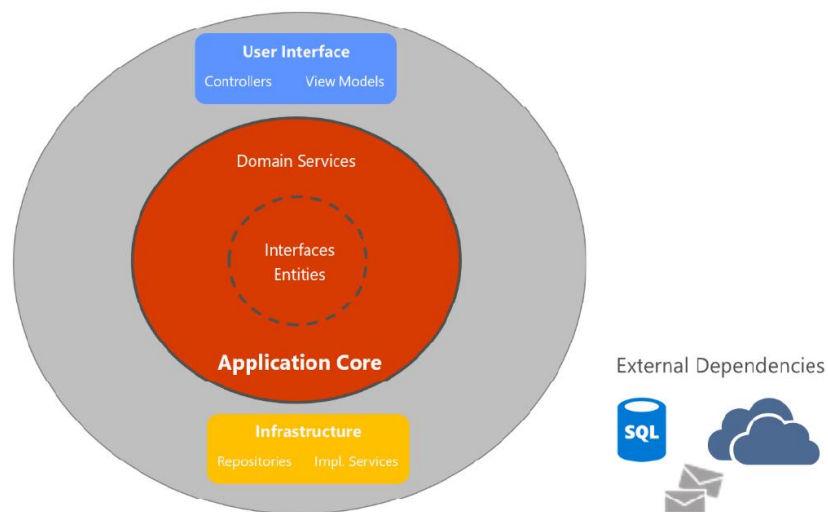 User Interface
Controllers View Models
Domain Services
Interfaces
Entities
Application Core
Infrastructure
Repositories Impl. Services
External Dependencies
SQL